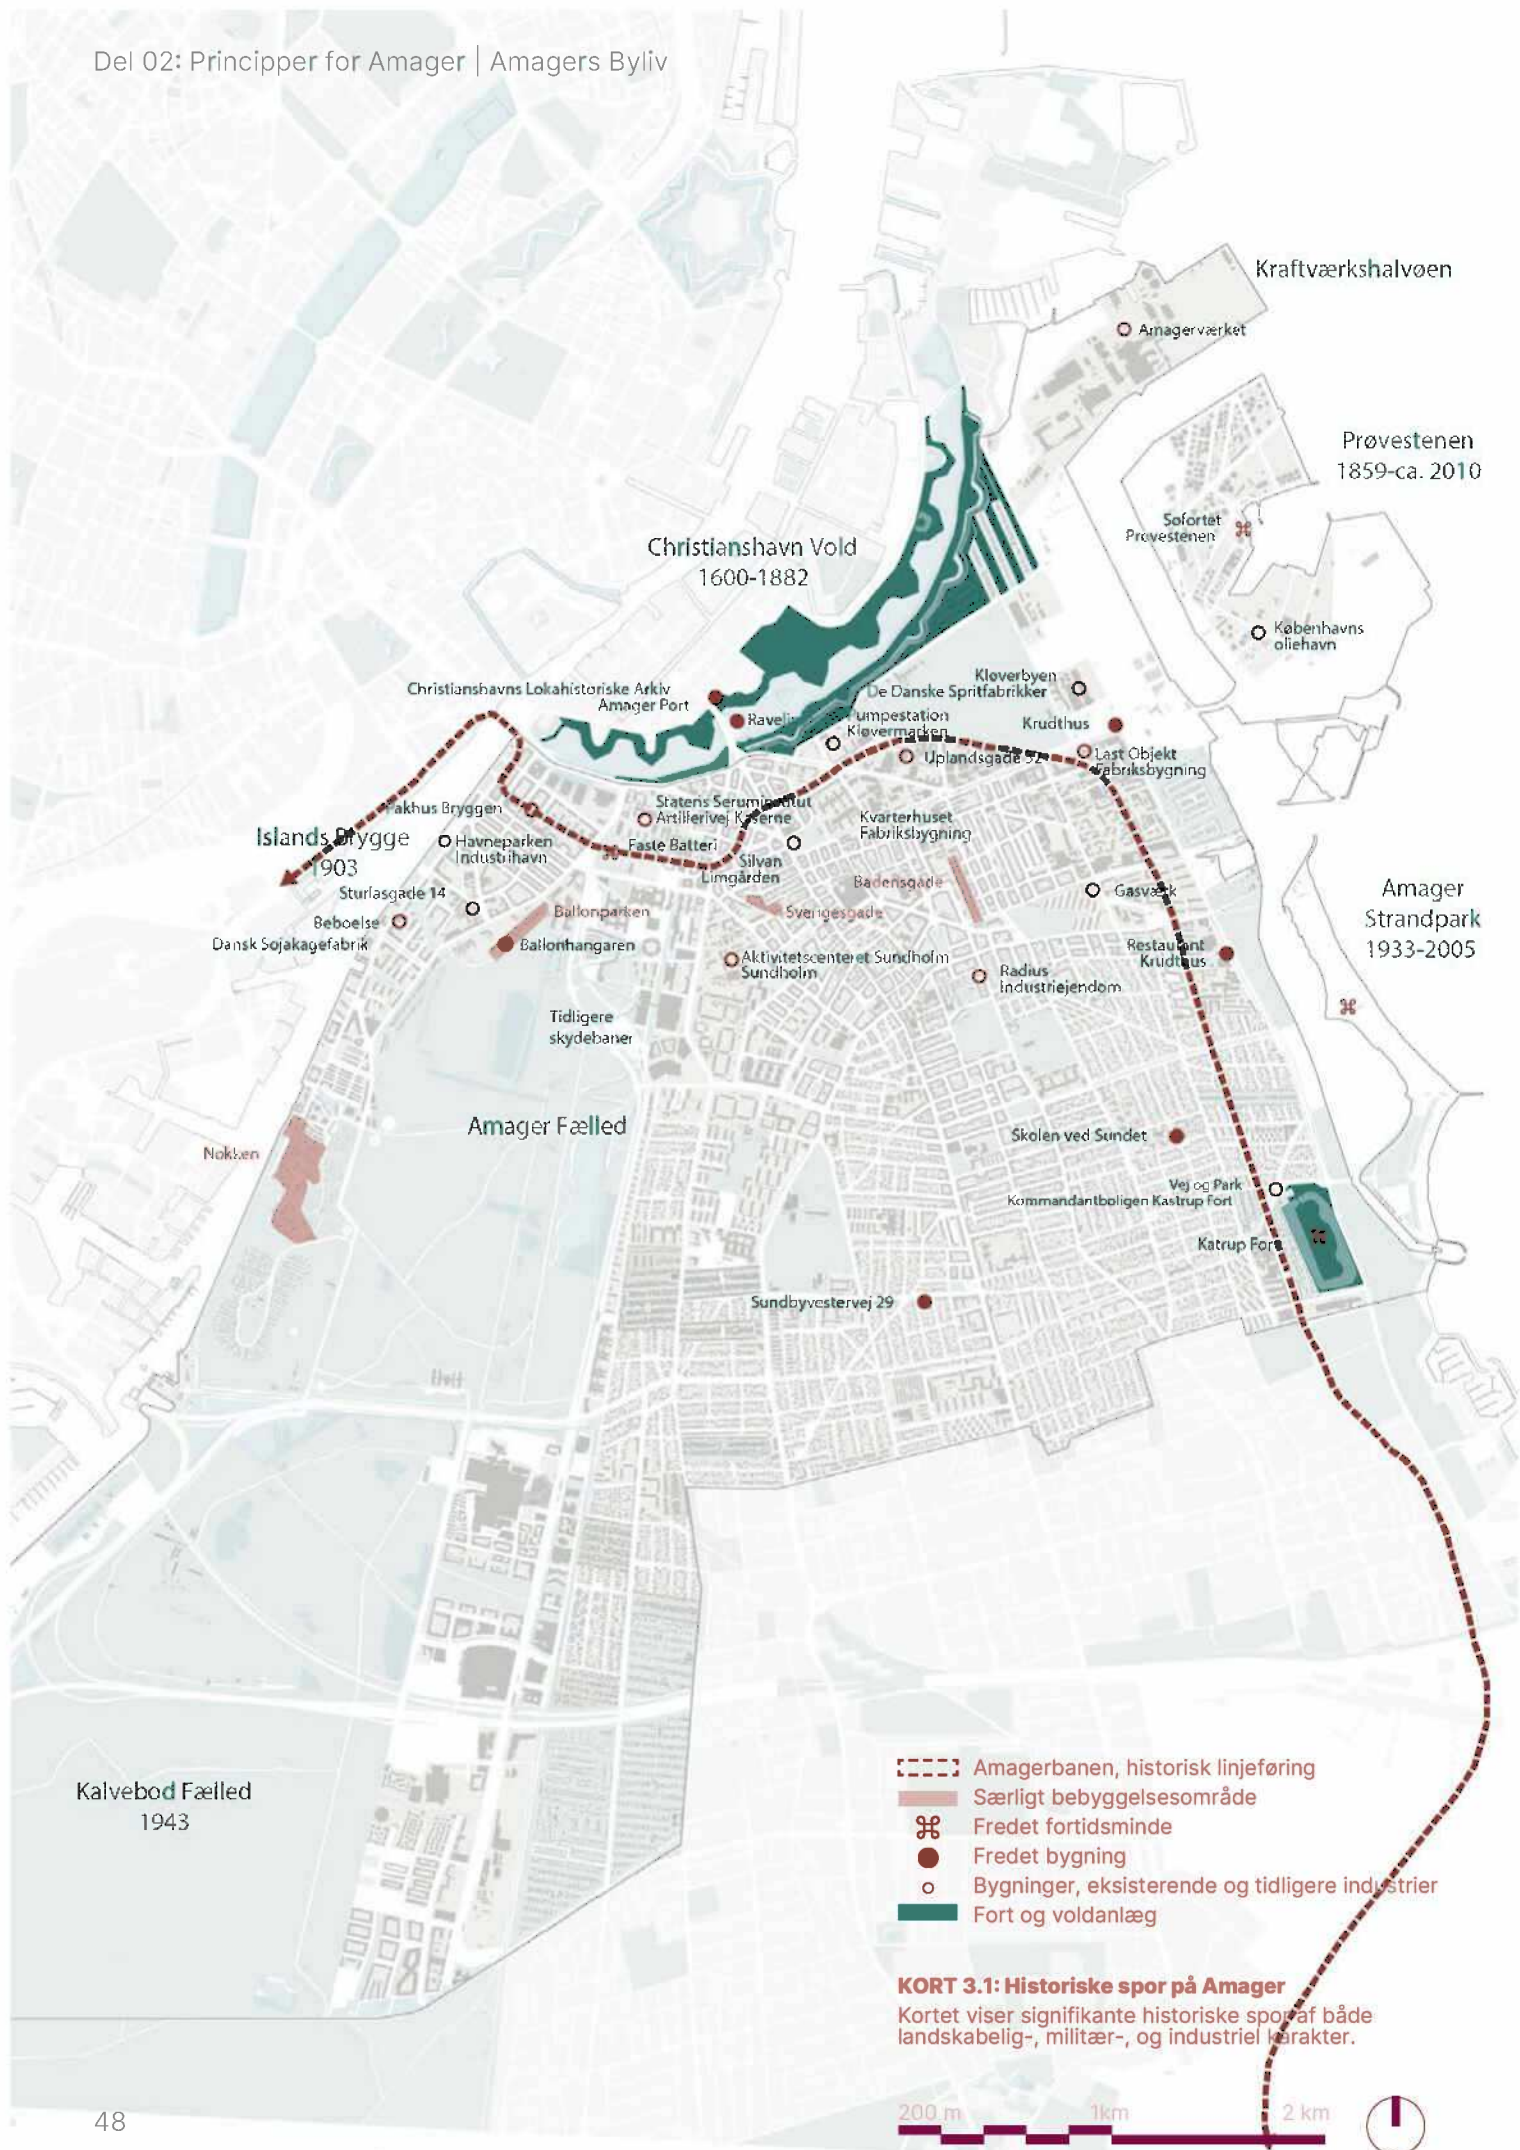 Del 02: Principper for Amager | Amagers Byliv
Kraftværkshalvøen
Amagerværket
Prøvestenen
1859-ca. 2010
Søfortet
Prøvestenen
Københavns
oliehavn
Christianshavn Vold
1600-1882
Christianshavns Lokahistoriske Arkiv
Amager Port
Ravelin
Kløverbyen
De Danske Spritfabrikker
Pumpestation
Kløvermarken
Krudthus
Uplandsgade 52
Last Objekt
Fabriksbygning
Pakhus Bryggen
Statens Seruminstitut
Artillerivej Kaserne
Faste Batteri
Kvarterhuset
Fabriksbygning
Islands Brygge
1903
Havneparken
Industrihavn
Silvan
Limgården
Badensgade
Gasværk
Amager
Strandpark
1933-2005
Sturlasgade 14
Beboelse
Dansk Sojakagefabrik
Ballonparken
Ballonhangaren
Sverigesgade
Aktivitetscenteret Sundholm
Sundholm
Radius
Industriejendom
Restaurant
Krudthus
Tidligere
skydebaner
Amager Fælled
Nokken
Skolen ved Sundet
Vej og Park
Kommandantboligen Kastrup Fort
Katrup Fort
Sundbyvestervej 29
Kalvebod Fælled
1943
Amagerbanen, historisk linjeføring
Særligt bebyggelsesområde
Fredet fortidsminde
Fredet bygning
Bygninger, eksisterende og tidligere industrier
Fort og voldanlæg
KORT 3.1: Historiske spor på Amager
Kortet viser signifikante historiske spor af både
landskabelig-, militær-, og industriel karakter.
200 m 1km 2 km
48